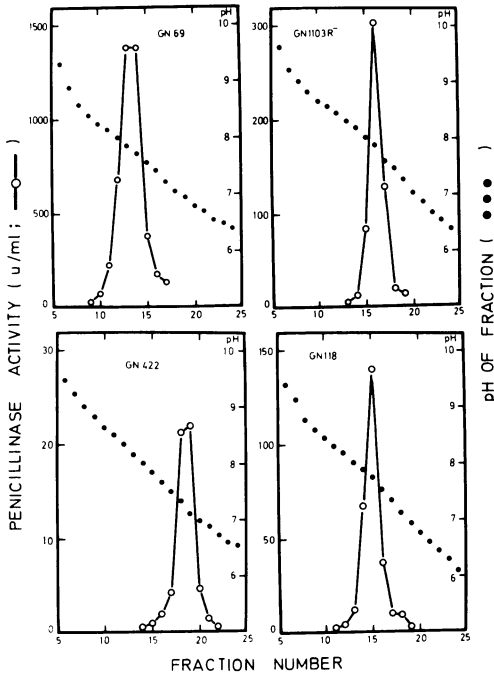 pH
GN 69
1500
1000
500
0
10
9
8
7
6
5 10 15 20 25
pH
GN1103R⁻
300
200
100
0
10
9
8
7
6
5 10 15 20 25
pH
GN 422
30
20
10
0
10
9
8
7
6
5 10 15 20 25
pH
GN118
150
100
50
0
10
9
8
7
6
5 10 15 20 25
PENICILLINASE ACTIVITY (u/ml; )
pH OF FRACTION ( )
FRACTION NUMBER